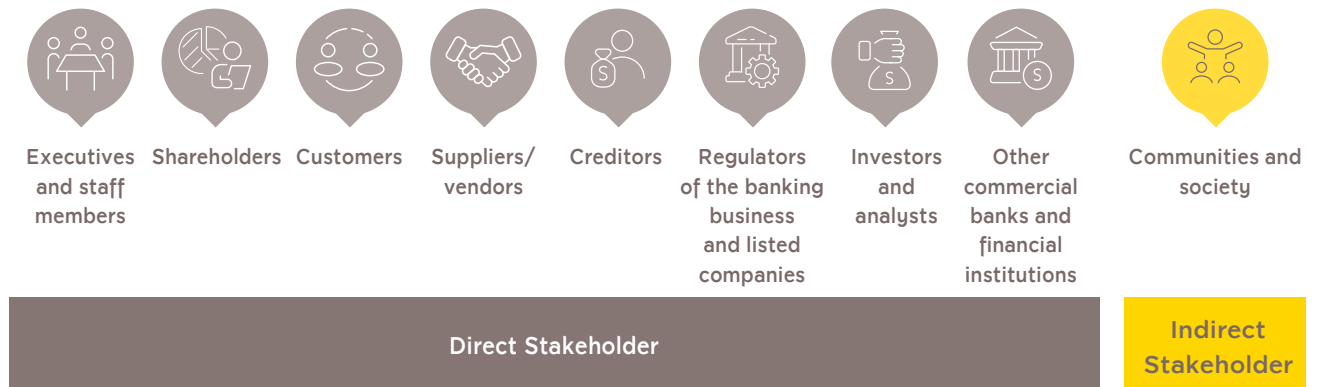 Executives
and staff
members
Shareholders
Customers
Suppliers/
vendors
Creditors
Regulators
of the banking
business
and listed
companies
Investors
and
analysts
Other
commercial
banks and
financial
institutions
Communities and
society
Direct Stakeholder
Indirect
Stakeholder